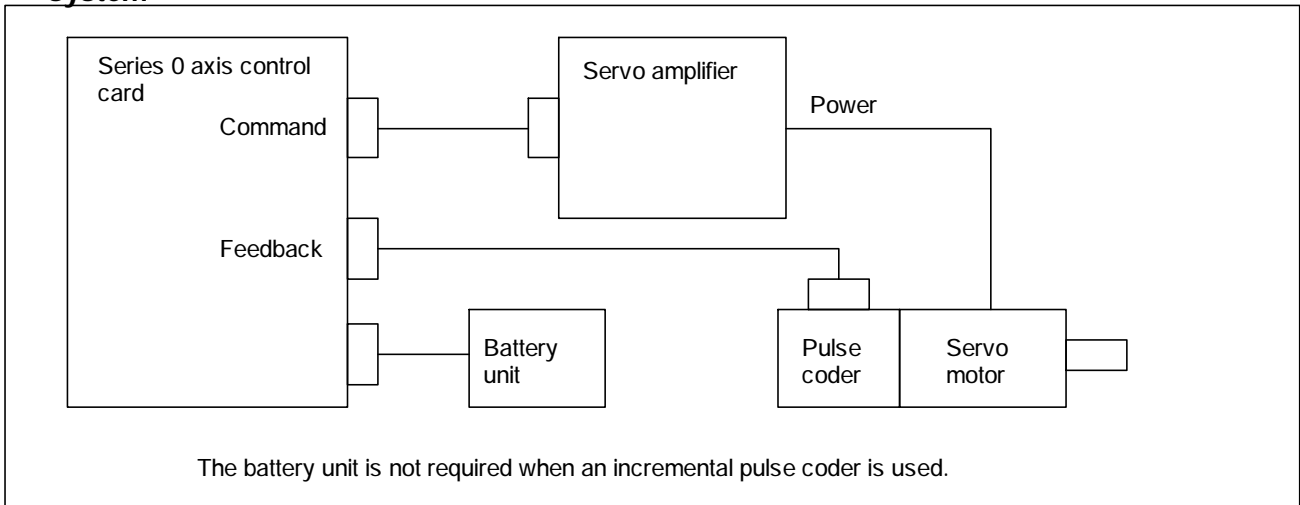 system
Series 0 axis control
card
Servo amplifier
Power
Command
Feedback
Battery
unit
Pulse
coder
Servo
motor
The battery unit is not required when an incremental pulse coder is used.